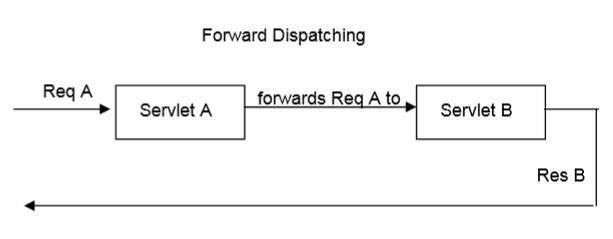 Forward Dispatching
Req A
Servlet A
forwards Req A to
Servlet B
Res B